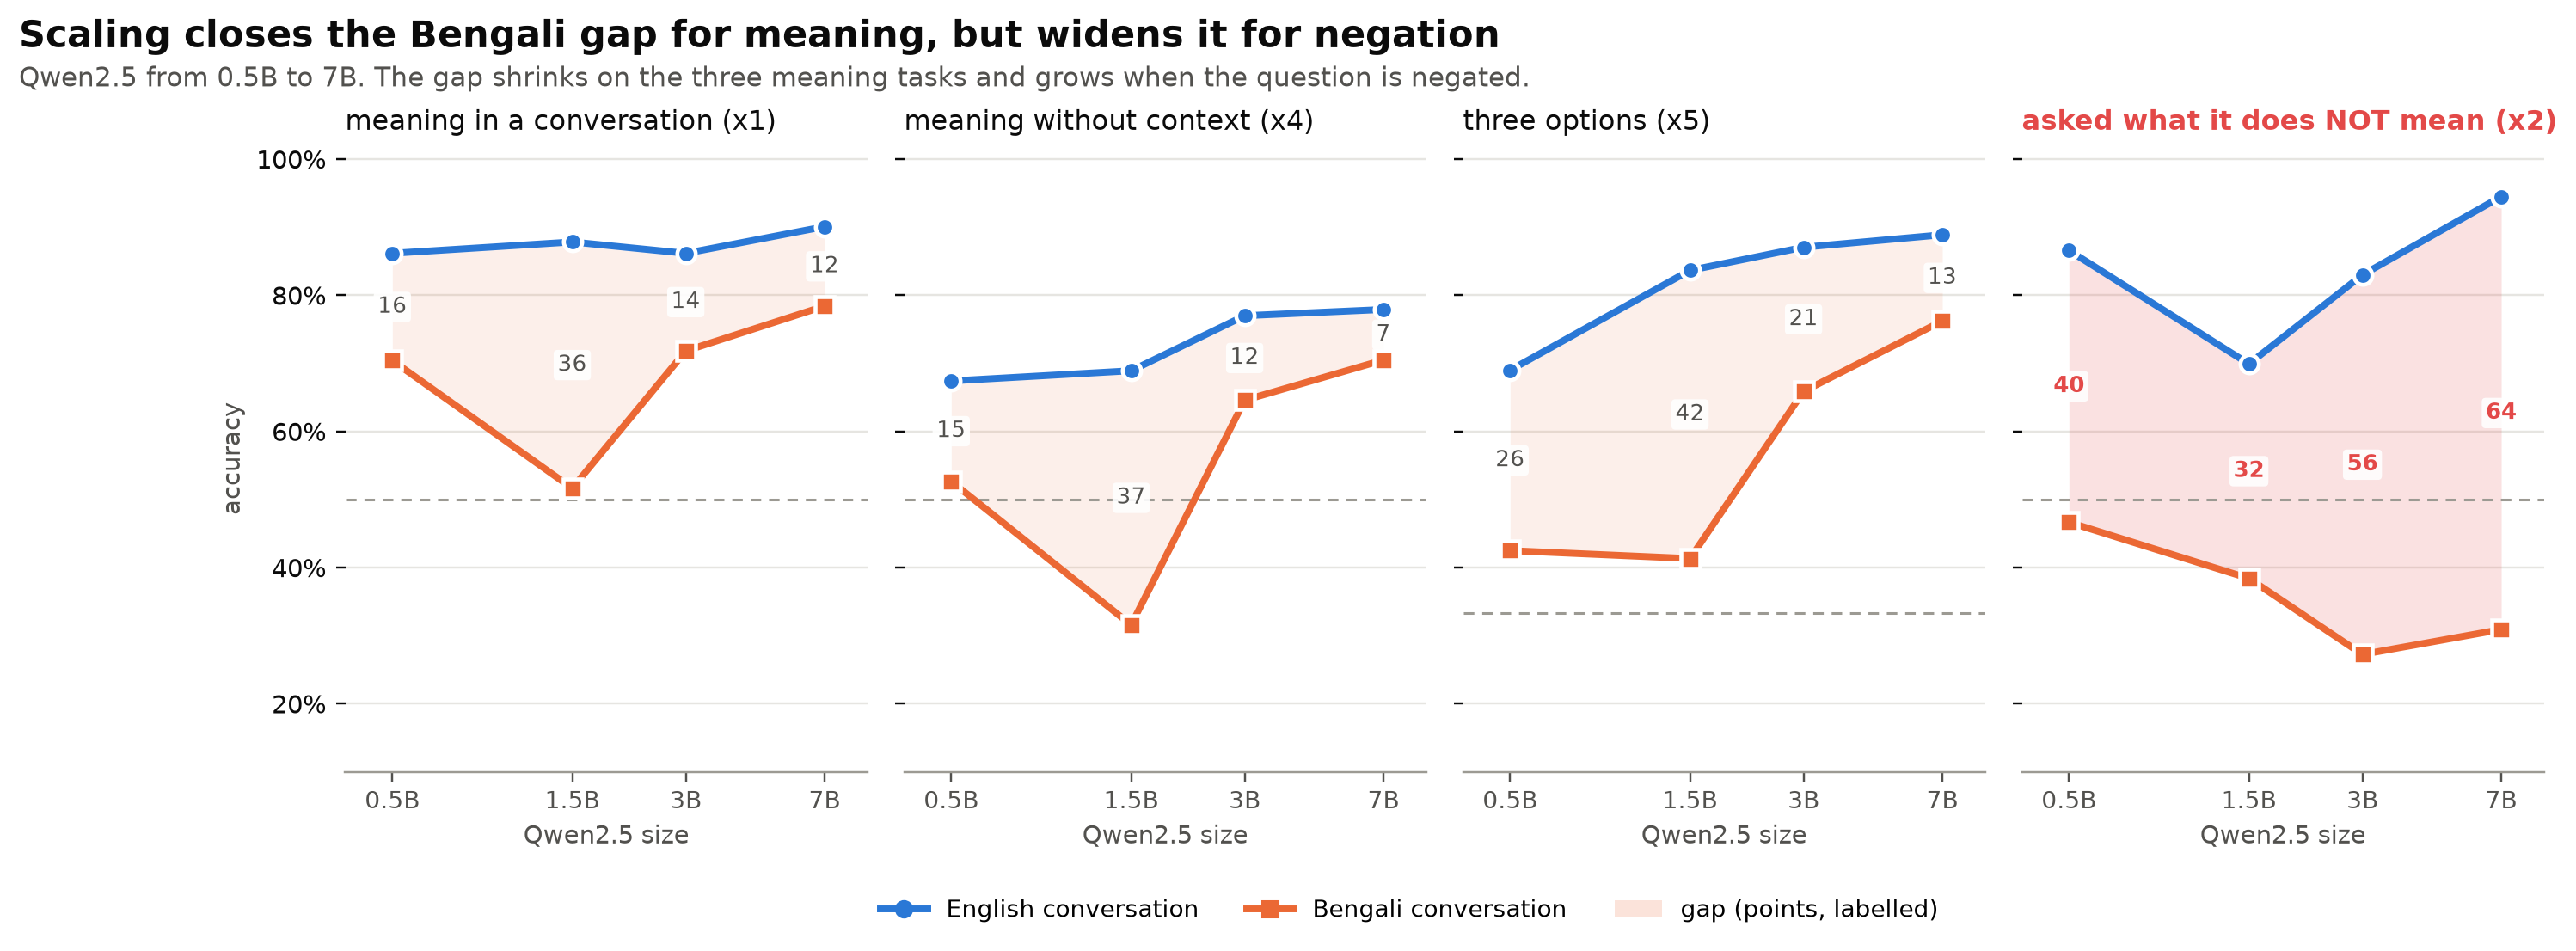 Scaling closes the Bengali gap for meaning, but widens it for negation
Qwen2.5 from 0.5B to 7B. The gap shrinks on the three meaning tasks and grows when the question is negated.
meaning in a conversation (x1)
meaning without context (x4)
three options (x5)
asked what it does NOT mean (x2)
accuracy
100%
80%
60%
40%
20%
16
36
14
12
0.5B
1.5B
3B
7B
Qwen2.5 size
15
37
12
7
0.5B
1.5B
3B
7B
Qwen2.5 size
26
42
21
13
0.5B
1.5B
3B
7B
Qwen2.5 size
40
32
56
64
0.5B
1.5B
3B
7B
Qwen2.5 size
English conversation
Bengali conversation
gap (points, labelled)